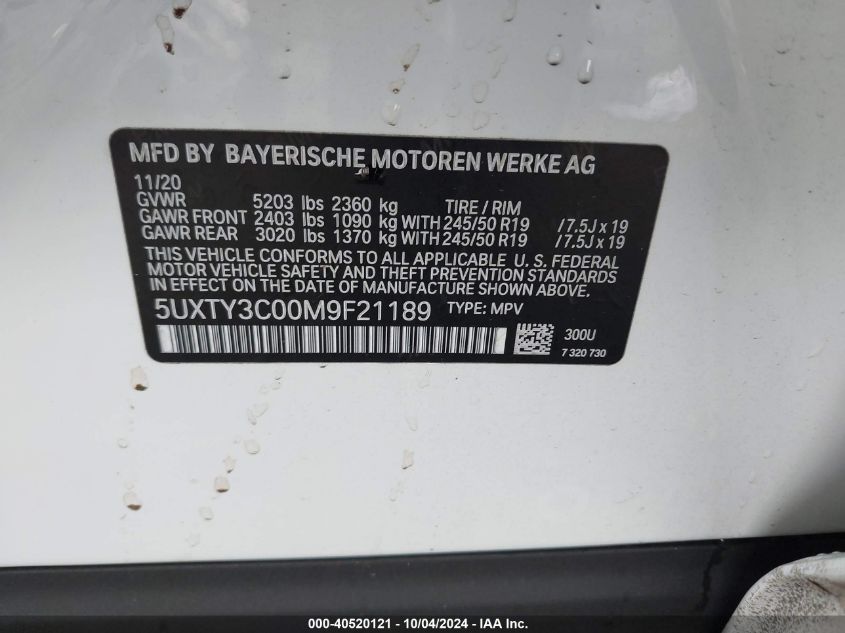 MFD BY BAYERISCHE MOTOREN WERKE AG
11/20
GVWR 5203 lbs 2360 kg TIRE / RIM
GAWR FRONT 2403 lbs 1090 kg WITH 245/50 R19 / 7.5J x 19
GAWR REAR 3020 lbs 1370 kg WITH 245/50 R19 / 7.5J x 19
THIS VEHICLE CONFORMS TO ALL APPLICABLE U. S. FEDERAL
MOTOR VEHICLE SAFETY AND THEFT PREVENTION STANDARDS
IN EFFECT ON THE DATE OF MANUFACTURE SHOWN ABOVE.
5UXTY3C00M9F21189 TYPE: MPV
300U
7 320 730
000-40520121 - 10/04/2024 - IAA Inc.